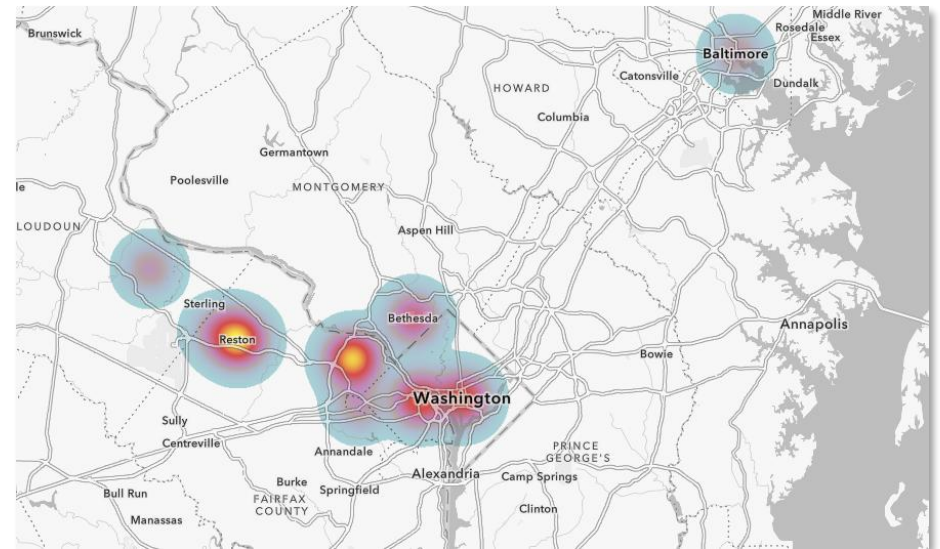 Middle River
Brunswick
Rosedale
Essex
Baltimore
Catonsville
Dundalk
HOWARD
Columbia
Germantown
Poolesville
MONTGOMERY
le
LOUDOUN
Aspen Hill
Sterling
Bethesda
Annapolis
Reston
Bowie
Washington
Sully
Centreville
Annandale
PRINCE
GEORGE'S
Alexandria
Camp Springs
Burke
Springfield
Bull Run
FAIRFAX
COUNTY
Clinton
Manassas